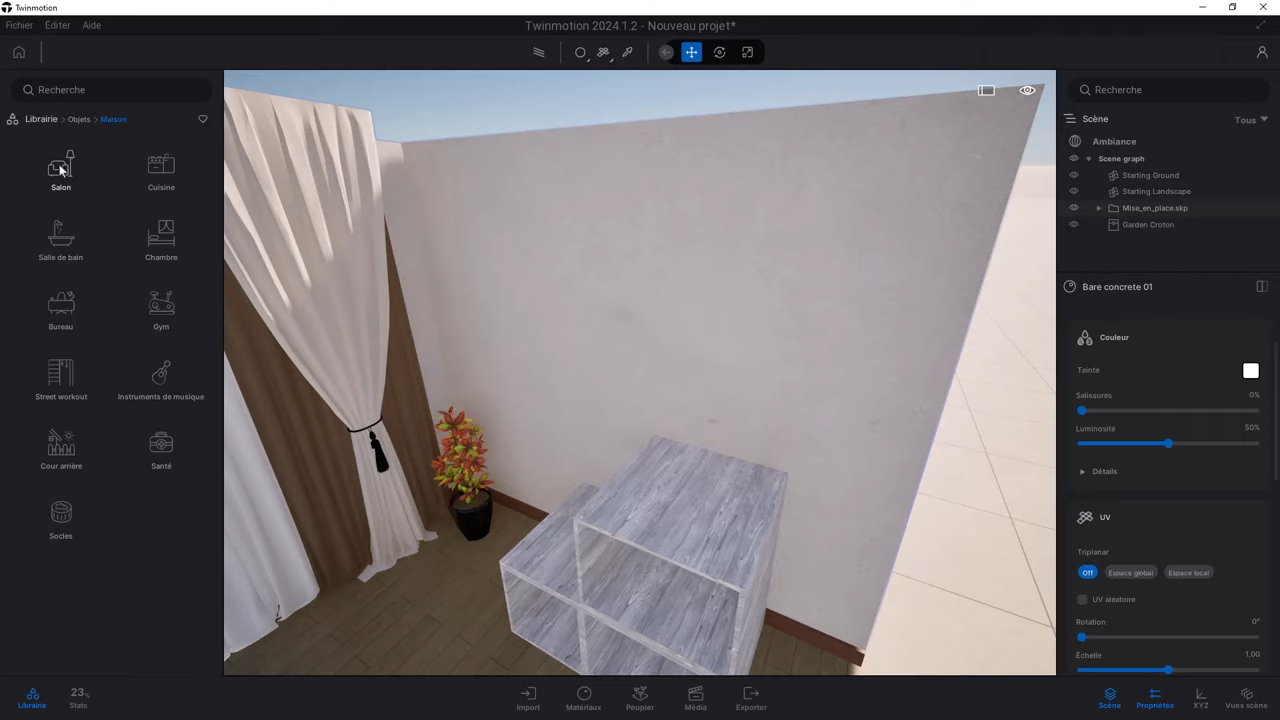 Twinmotion
Fichier Éditer Aide
Twinmotion 2024.1.2 - Nouveau projet*
Recherche
Librairie > Objets > Maison
Salon
Cuisine
Salle de bain
Chambre
Bureau
Gym
Street workout
Instruments de musique
Cour arrière
Santé
Socles
Recherche
Scène
Tous
Ambiance
Scene graph
Starting Ground
Starting Landscape
Mise_en_place.skp
Garden Croton
Bare concrete 01
Couleur
Teinte
Salissures 0%
Luminosité 50%
Détails
UV
Triplanar
Off Espace global Espace local
UV aléatoire
Rotation 0°
Échelle 1,00
Librairie
23%
Stats
Import
Matériaux
Peupler
Média
Exporter
Scène
Propriétés
XYZ
Vues scène